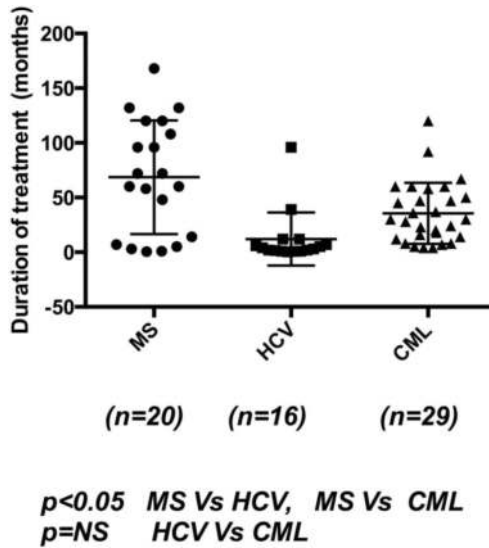 Duration of treatment (months)
200
150
100
50
0
-50
MS HCV CML
(n=20) (n=16) (n=29)
p<0.05 MS Vs HCV, MS Vs CML
p=NS HCV Vs CML